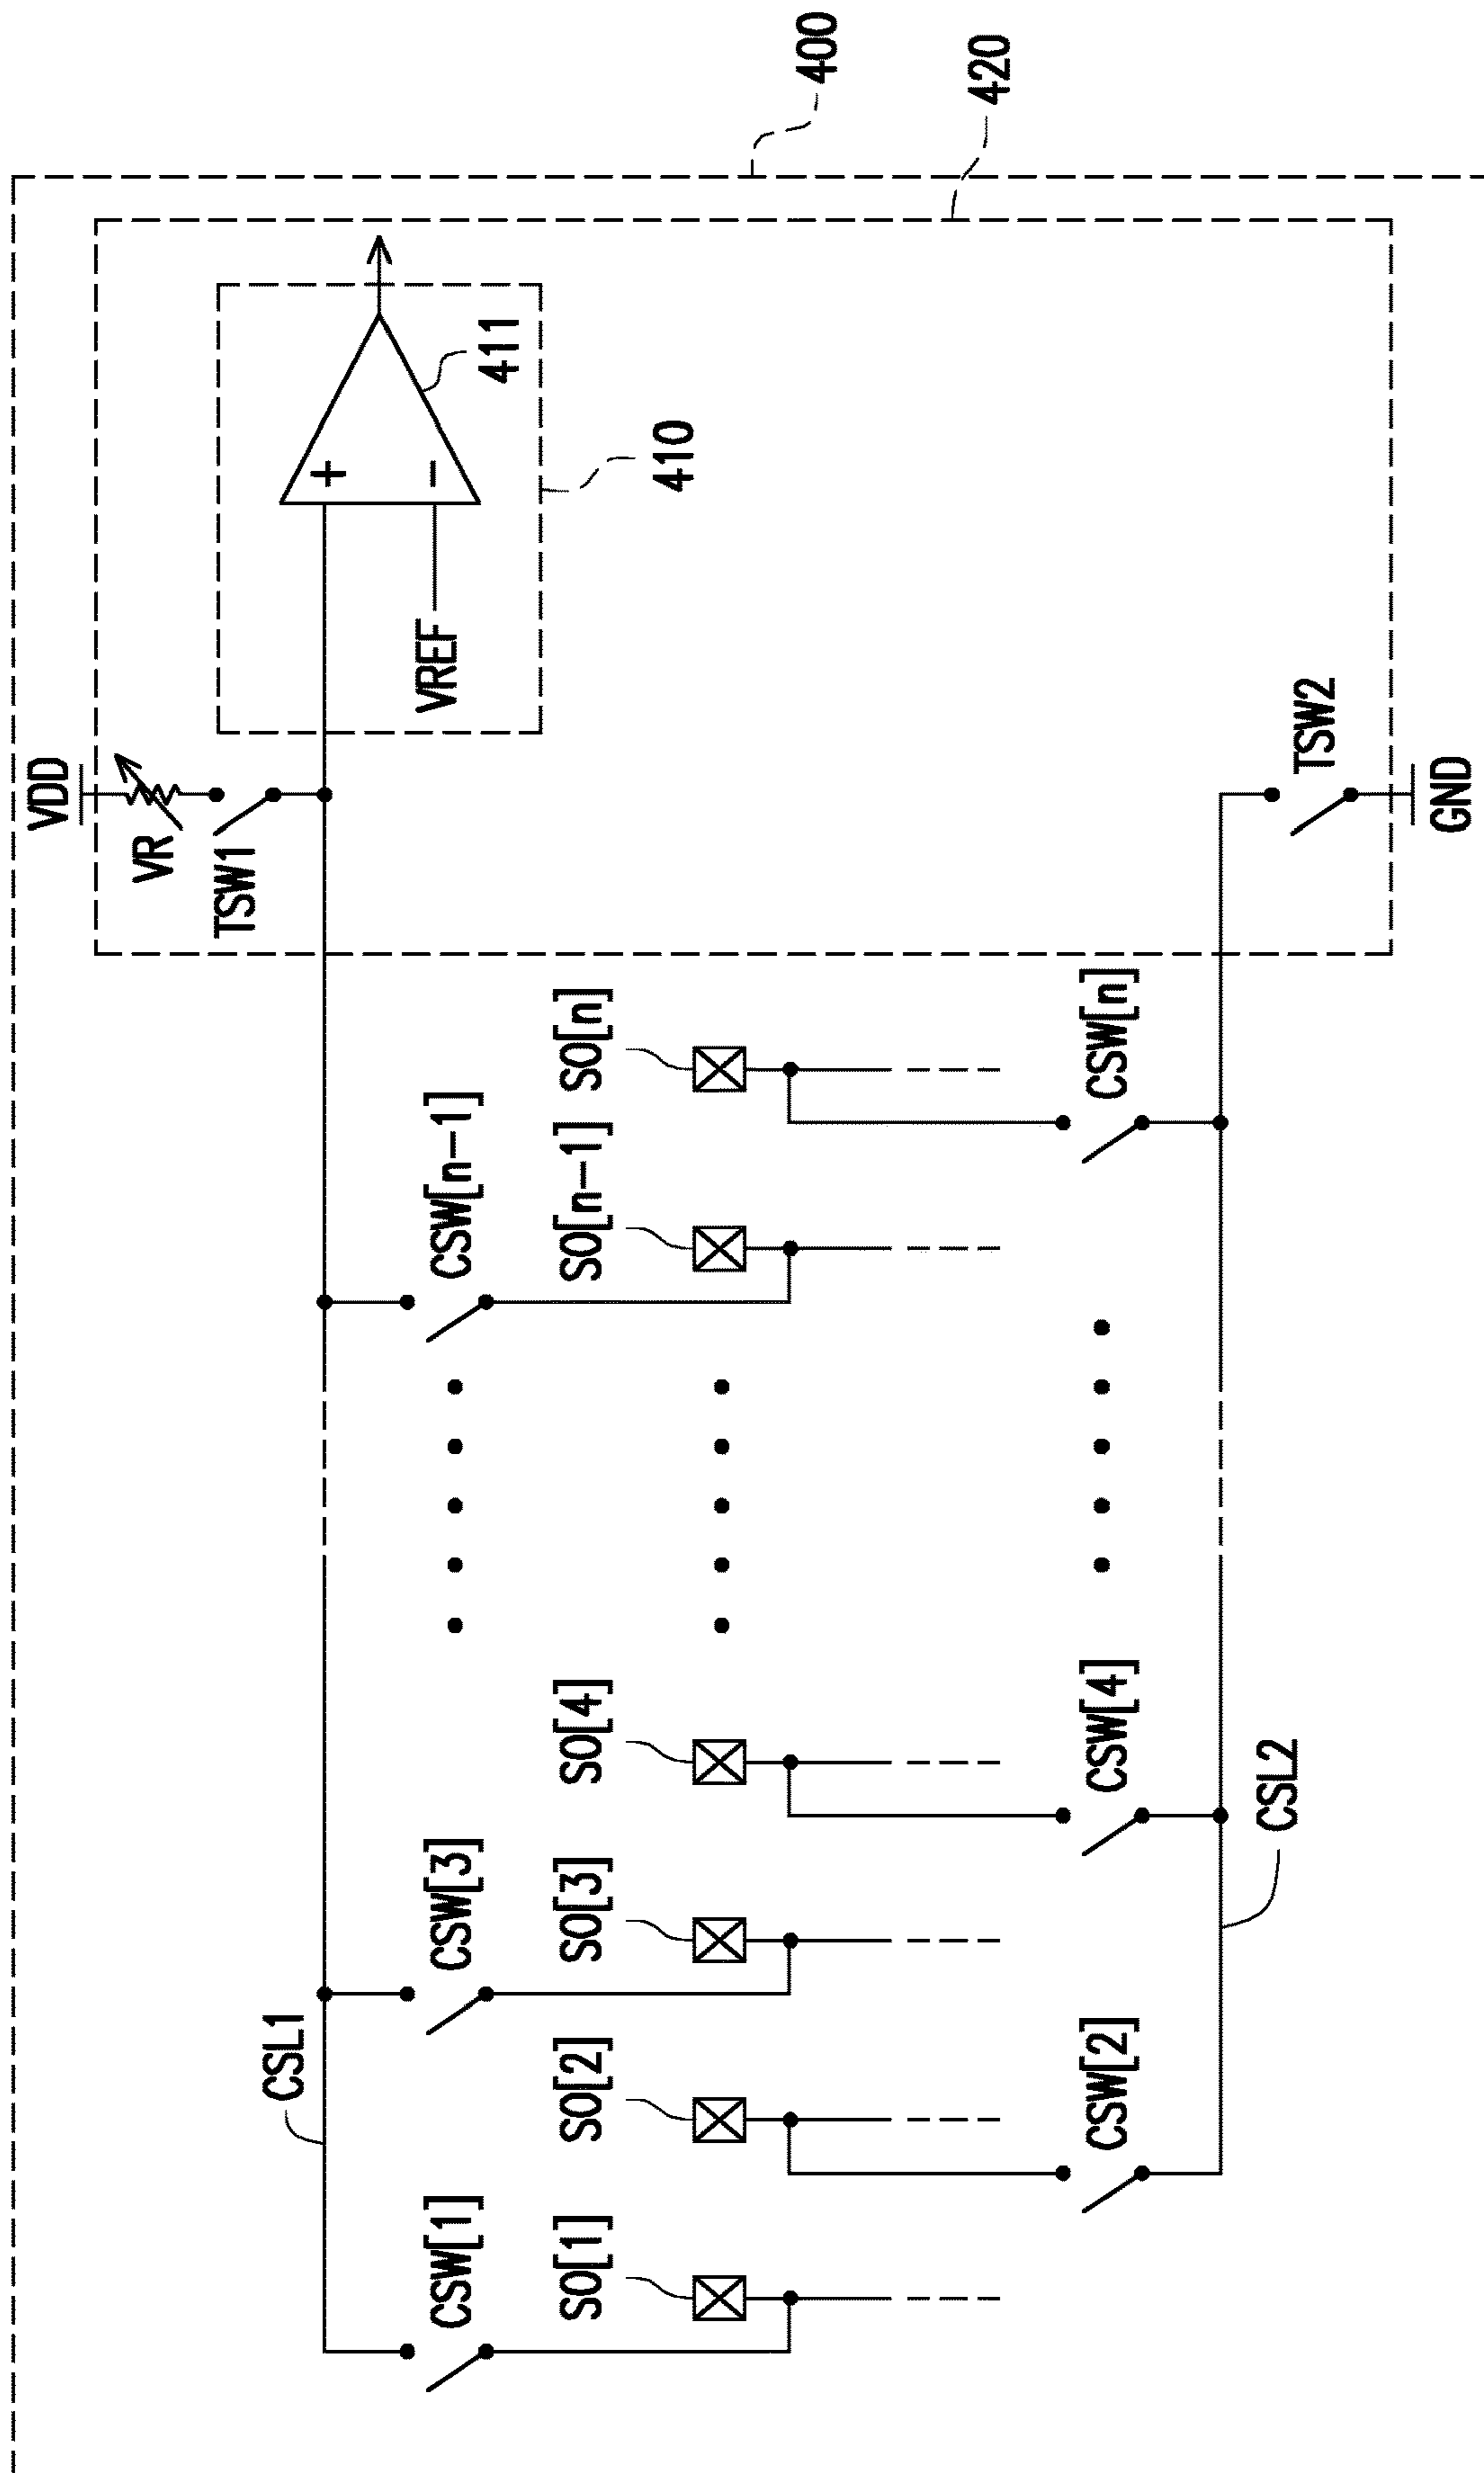 400
420
VDD
VR
TSW1
411
410
VREF
CSL1
CSW[1]
CSW[3]
CSW[n-1]
SO[1]
SO[2]
SO[3]
SO[4]
SO[n-1]
SO[n]
CSW[2]
CSW[4]
CSW[n]
CSL2
TSW2
GND
+
-